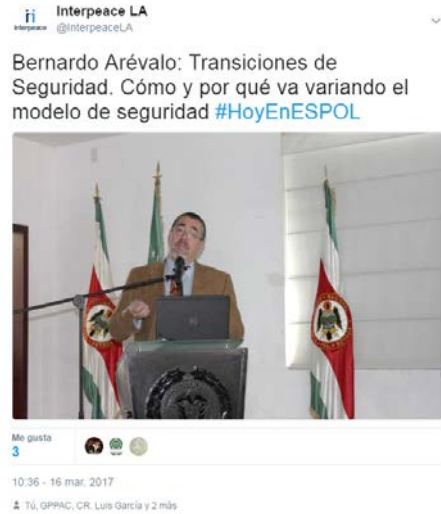 Interpeace LA
interpeace
@InterpeaceLA
Bernardo Arévalo: Transiciones de
Seguridad. Cómo y por qué va variando el
modelo de seguridad #HoyEnESPOL
Me gusta
3
10:36 - 16 mar. 2017
Tú, GPPAC, CR. Luis García y 2 más